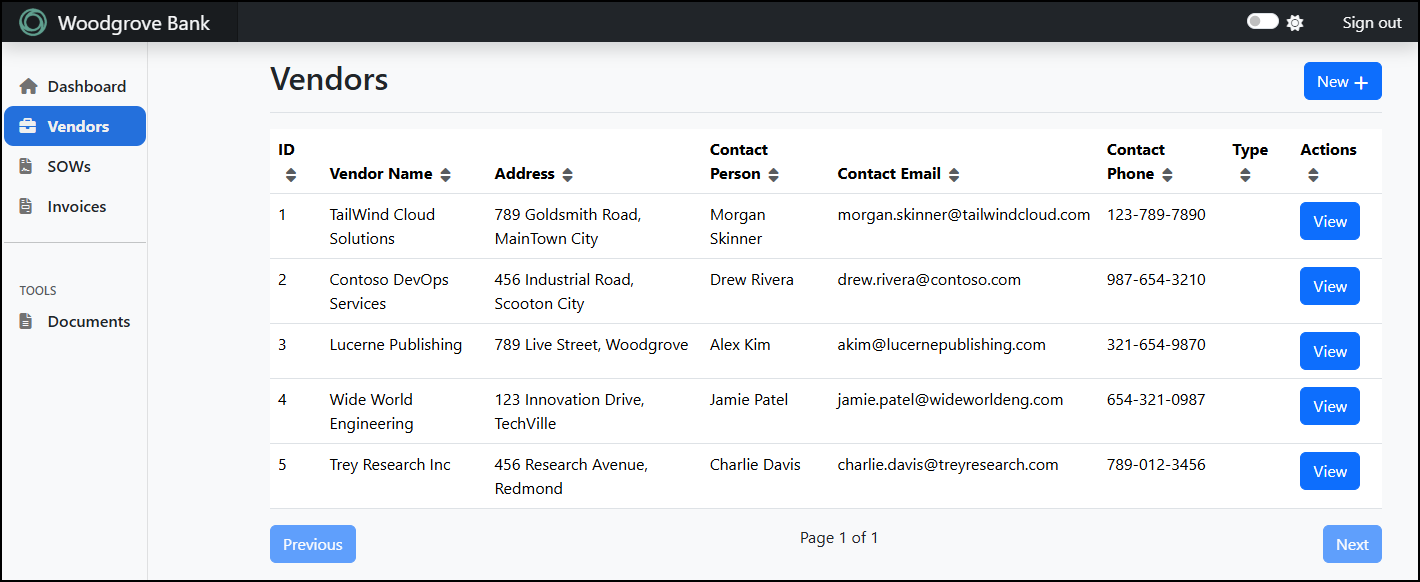 Woodgrove Bank
Sign out
Dashboard
Vendors
SOWs
Invoices
TOOLS
Documents
Vendors
New +
ID
Vendor Name
Address
Contact
Person
Contact Email
Contact
Phone
Type
Actions
1
TailWind Cloud
Solutions
789 Goldsmith Road,
MainTown City
Morgan
Skinner
morgan.skinner@tailwindcloud.com
123-789-7890
View
2
Contoso DevOps
Services
456 Industrial Road,
Scooton City
Drew Rivera
drew.rivera@contoso.com
987-654-3210
View
3
Lucerne Publishing
789 Live Street, Woodgrove
Alex Kim
akim@lucernepublishing.com
321-654-9870
View
4
Wide World
Engineering
123 Innovation Drive,
TechVille
Jamie Patel
jamie.patel@wideworldeng.com
654-321-0987
View
5
Trey Research Inc
456 Research Avenue,
Redmond
Charlie Davis
charlie.davis@treyresearch.com
789-012-3456
View
Previous
Page 1 of 1
Next